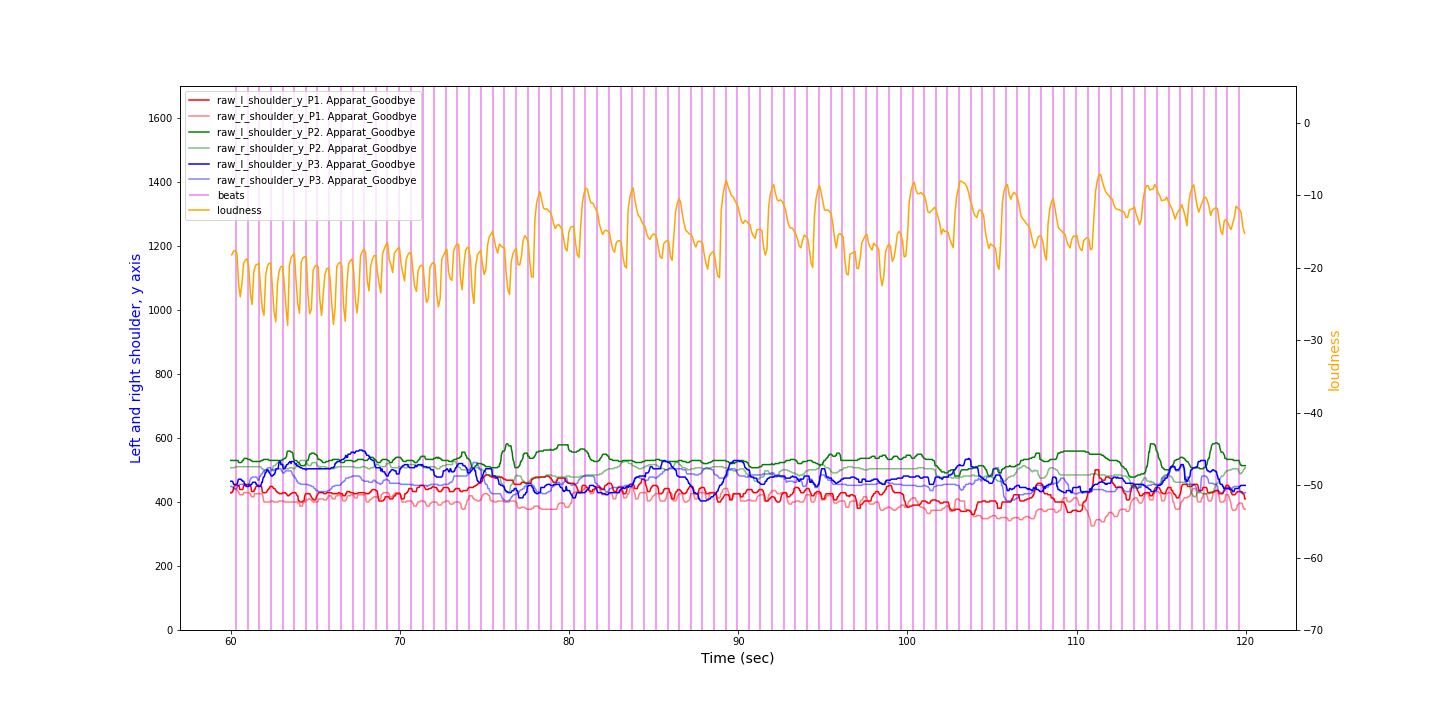 raw_l_shoulder_y_P1. Apparat_Goodbye
raw_r_shoulder_y_P1. Apparat_Goodbye
raw_l_shoulder_y_P2. Apparat_Goodbye
raw_r_shoulder_y_P2. Apparat_Goodbye
raw_l_shoulder_y_P3. Apparat_Goodbye
raw_r_shoulder_y_P3. Apparat_Goodbye
beats
loudness
Left and right shoulder, y axis
1600
1400
1200
1000
800
600
400
200
0
60
70
80
90
100
110
120
Time (sec)
0
−10
−20
−30
−40
−50
−60
−70
loudness